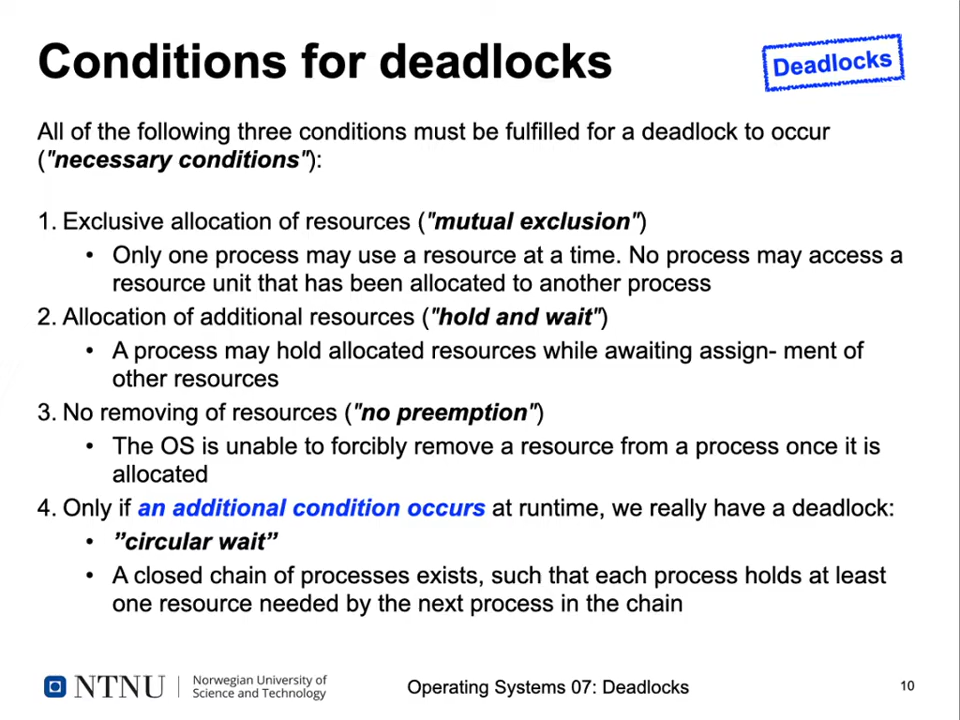 Conditions for deadlocks
Deadlocks
All of the following three conditions must be fulfilled for a deadlock to occur
("necessary conditions"):
1. Exclusive allocation of resources ("mutual exclusion")
• Only one process may use a resource at a time. No process may access a
resource unit that has been allocated to another process
2. Allocation of additional resources ("hold and wait")
• A process may hold allocated resources while awaiting assign- ment of
other resources
3. No removing of resources ("no preemption")
• The OS is unable to forcibly remove a resource from a process once it is
allocated
4. Only if an additional condition occurs at runtime, we really have a deadlock:
• ”circular wait”
• A closed chain of processes exists, such that each process holds at least
one resource needed by the next process in the chain
NTNU
Norwegian University of
Science and Technology
Operating Systems 07: Deadlocks
10